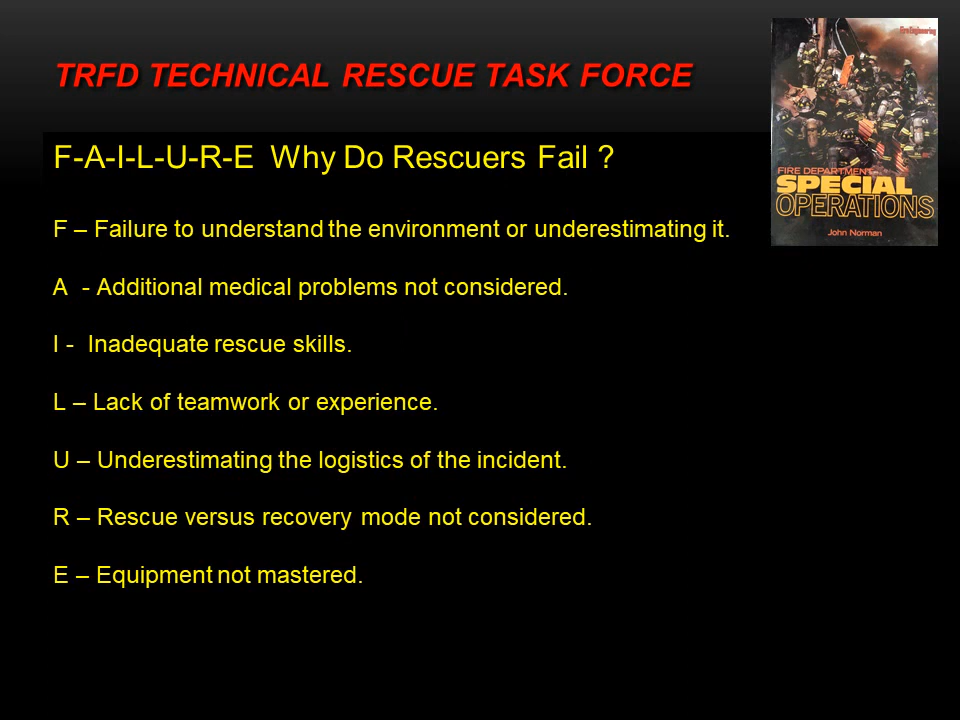 TRFD TECHNICAL RESCUE TASK FORCE
F-A-I-L-U-R-E Why Do Rescuers Fail ?
F – Failure to understand the environment or underestimating it.
A - Additional medical problems not considered.
I - Inadequate rescue skills.
L – Lack of teamwork or experience.
U – Underestimating the logistics of the incident.
R – Rescue versus recovery mode not considered.
E – Equipment not mastered.
Fire Engineering
FIRE DEPARTMENT
SPECIAL
OPERATIONS
John Norman